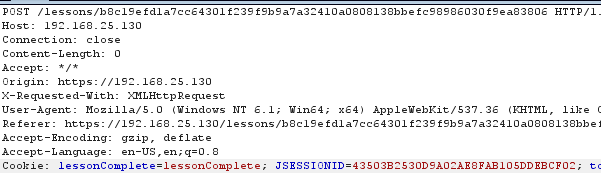 POST /lessons/b8c19efd1a7cc64301f239f9b9a7a32410a0808138bbefc98986030f9ea83806 HTTP/1.
Host: 192.168.25.130
Connection: close
Content-Length: 0
Accept: */*
Origin: https://192.168.25.130
X-Requested-With: XMLHttpRequest
User-Agent: Mozilla/5.0 (Windows NT 6.1; Win64; x64) AppleWebKit/537.36 (KHTML, like G
Referer: https://192.168.25.130/lessons/b8c19efd1a7cc64301f239f9b9a7a32410a0808138bbef
Accept-Encoding: gzip, deflate
Accept-Language: en-US,en;q=0.8
Cookie: lessonComplete=lessonComplete; JSESSIONID=43503B2530D9A02AE8FAB105DDEBCF02; to